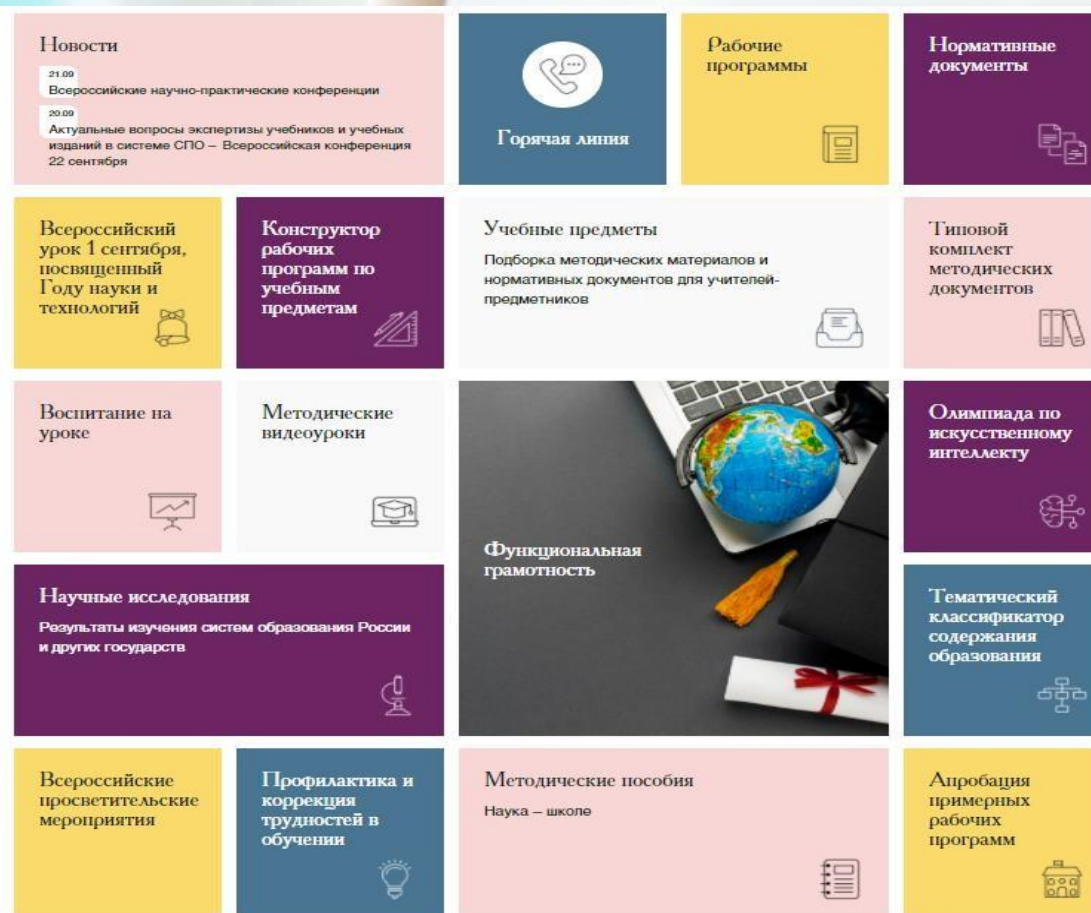 Новости
21.09
Всероссийские научно-практические конференции
20.09
Актуальные вопросы экспертизы учебников и учебных
изданий в системе СПО – Всероссийская конференция
22 сентября
Горячая линия
Рабочие
программы
Нормативные
документы
Всероссийский
урок 1 сентября,
посвященный
Году науки и
технологий
Конструктор
рабочих
программ по
учебным
предметам
Учебные предметы
Подборка методических материалов и
нормативных документов для учителей-
предметников
Типовой
комплект
методических
документов
Воспитание на
уроке
Методические
видеоуроки
Функциональная
грамотность
Олимпиада по
искусственному
интеллекту
Научные исследования
Результаты изучения систем образования России
и других государств
Тематический
классификатор
содержания
образования
Всероссийские
просветительские
мероприятия
Профилактика и
коррекция
трудностей в
обучении
Методические пособия
Наука – школе
Апробация
примерных
рабочих
программ